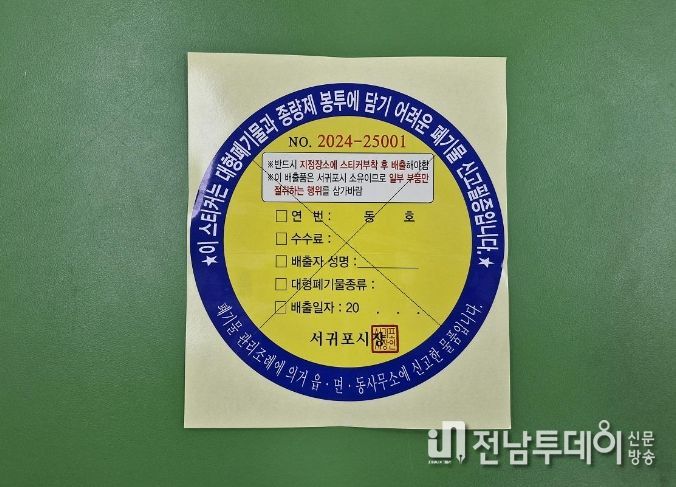 ★이 스티커는 대형폐기물과 종량제 봉투에 담기 어려운 폐기물 신고필증입니다.★
NO. 2024-25001
※반드시 지정장소에 스티커부착 후 배출해야함
※이 배출품은 서귀포시 소유이므로 일부 부품만
절취하는 행위를 삼가바람
□ 연 번 : 동 호
□ 수수료 :
□ 배출자 성명 :
□ 대형폐기물종류 :
□ 배출일자 : 20 . . .
서귀포시장
폐기물 관리조례에 의거 읍·면·동사무소에 신고한 물품입니다.
전남투데이 신문
방송